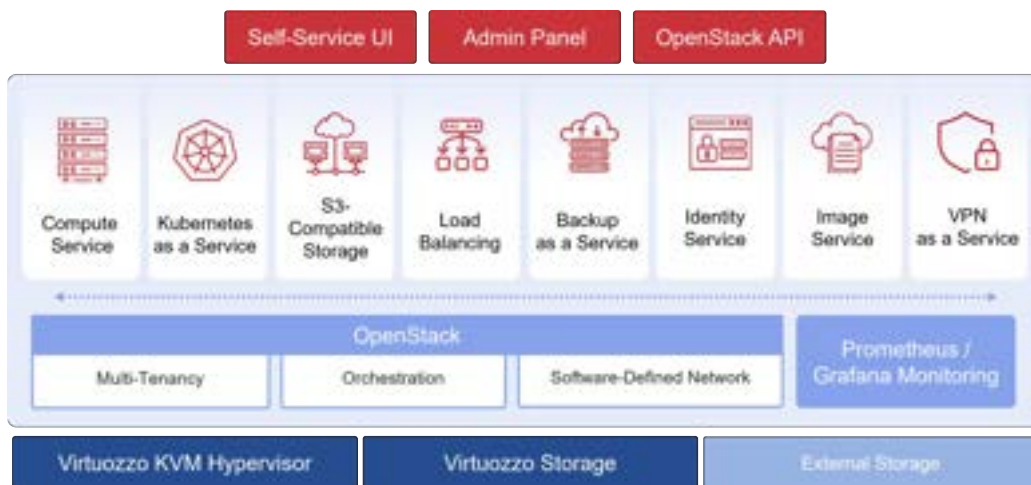 Self-Service UI
Admin Panel
OpenStack API
Compute
Service
Kubernetes
as a Service
S3-
Compatible
Storage
Load
Balancing
Backup
as a Service
Identity
Service
Image
Service
VPN
as a Service
OpenStack
Multi-Tenancy
Orchestration
Software-Defined Network
Prometheus /
Grafana Monitoring
Virtuozzo KVM Hypervisor
Virtuozzo Storage
External Storage